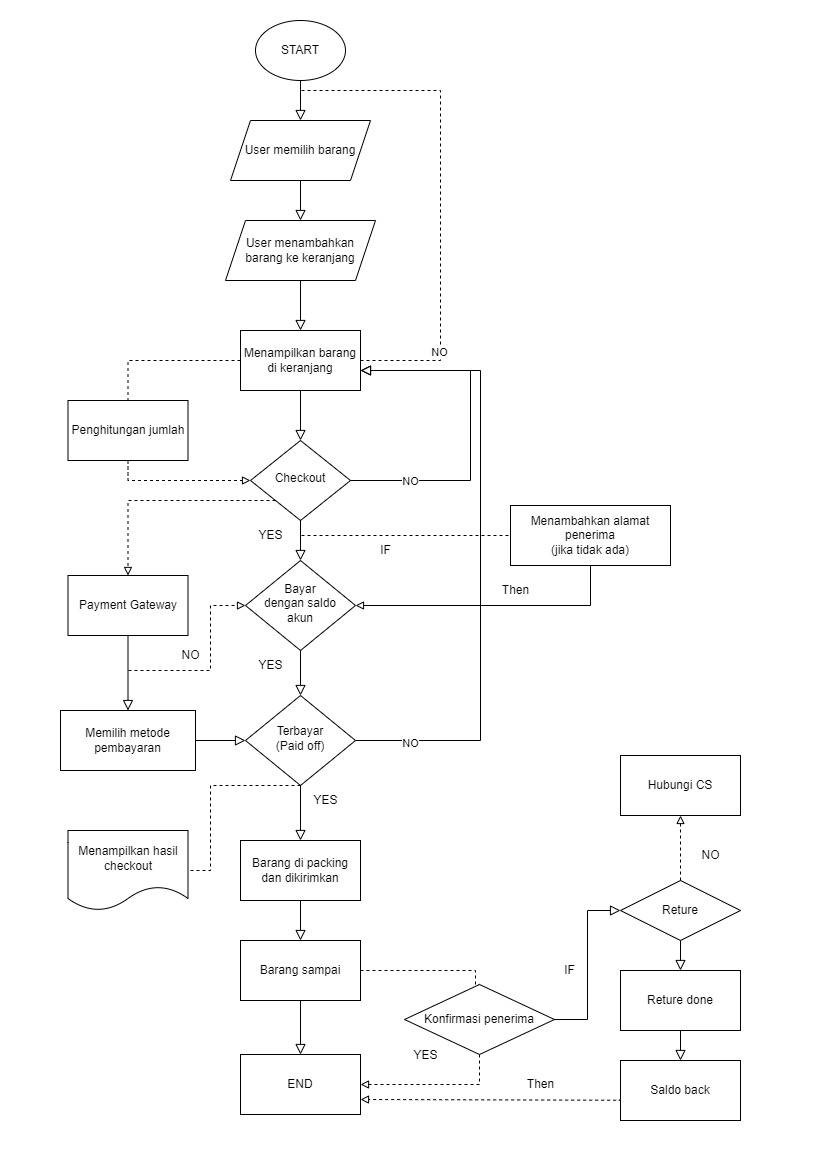 START
User memilih barang
User menambahkan
barang ke keranjang
Menampilkan barang
di keranjang
NO
Penghitungan jumlah
Checkout
NO
YES
IF
Menambahkan alamat
penerima
(jika tidak ada)
Bayar
dengan saldo
akun
Then
Payment Gateway
NO
YES
Memilih metode
pembayaran
Terbayar
(Paid off)
NO
YES
Hubungi CS
NO
Menampilkan hasil
checkout
Barang di packing
dan dikirimkan
Reture
Barang sampai
IF
Konfirmasi penerima
Reture done
YES
END
Then
Saldo back